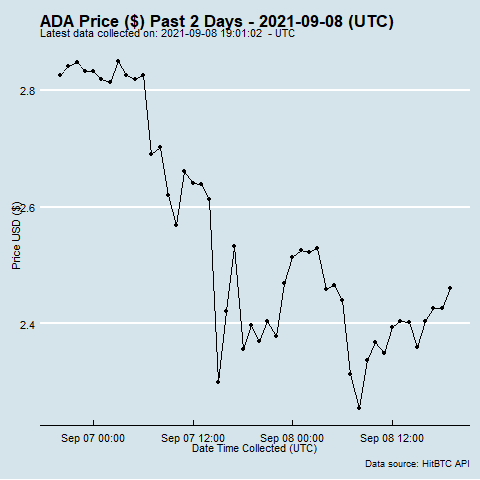 ADA Price ($) Past 2 Days - 2021-09-08 (UTC)
Latest data collected on: 2021-09-08 19:01:02 - UTC
2.8
2.6
2.4
Price USD ($)
Sep 07 00:00 Sep 07 12:00 Sep 08 00:00 Sep 08 12:00
Date Time Collected (UTC)
Data source: HitBTC API